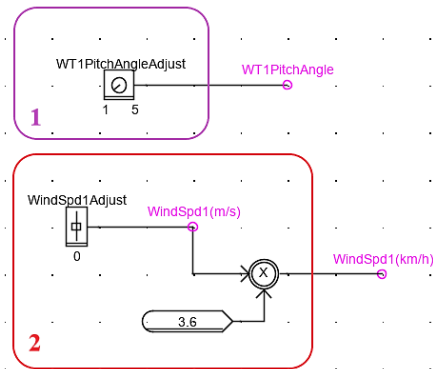 WT1PitchAngleAdjust
WT1PitchAngle
1 5
1
WindSpd1Adjust
WindSpd1(m/s)
0
X
WindSpd1(km/h)
3.6
2